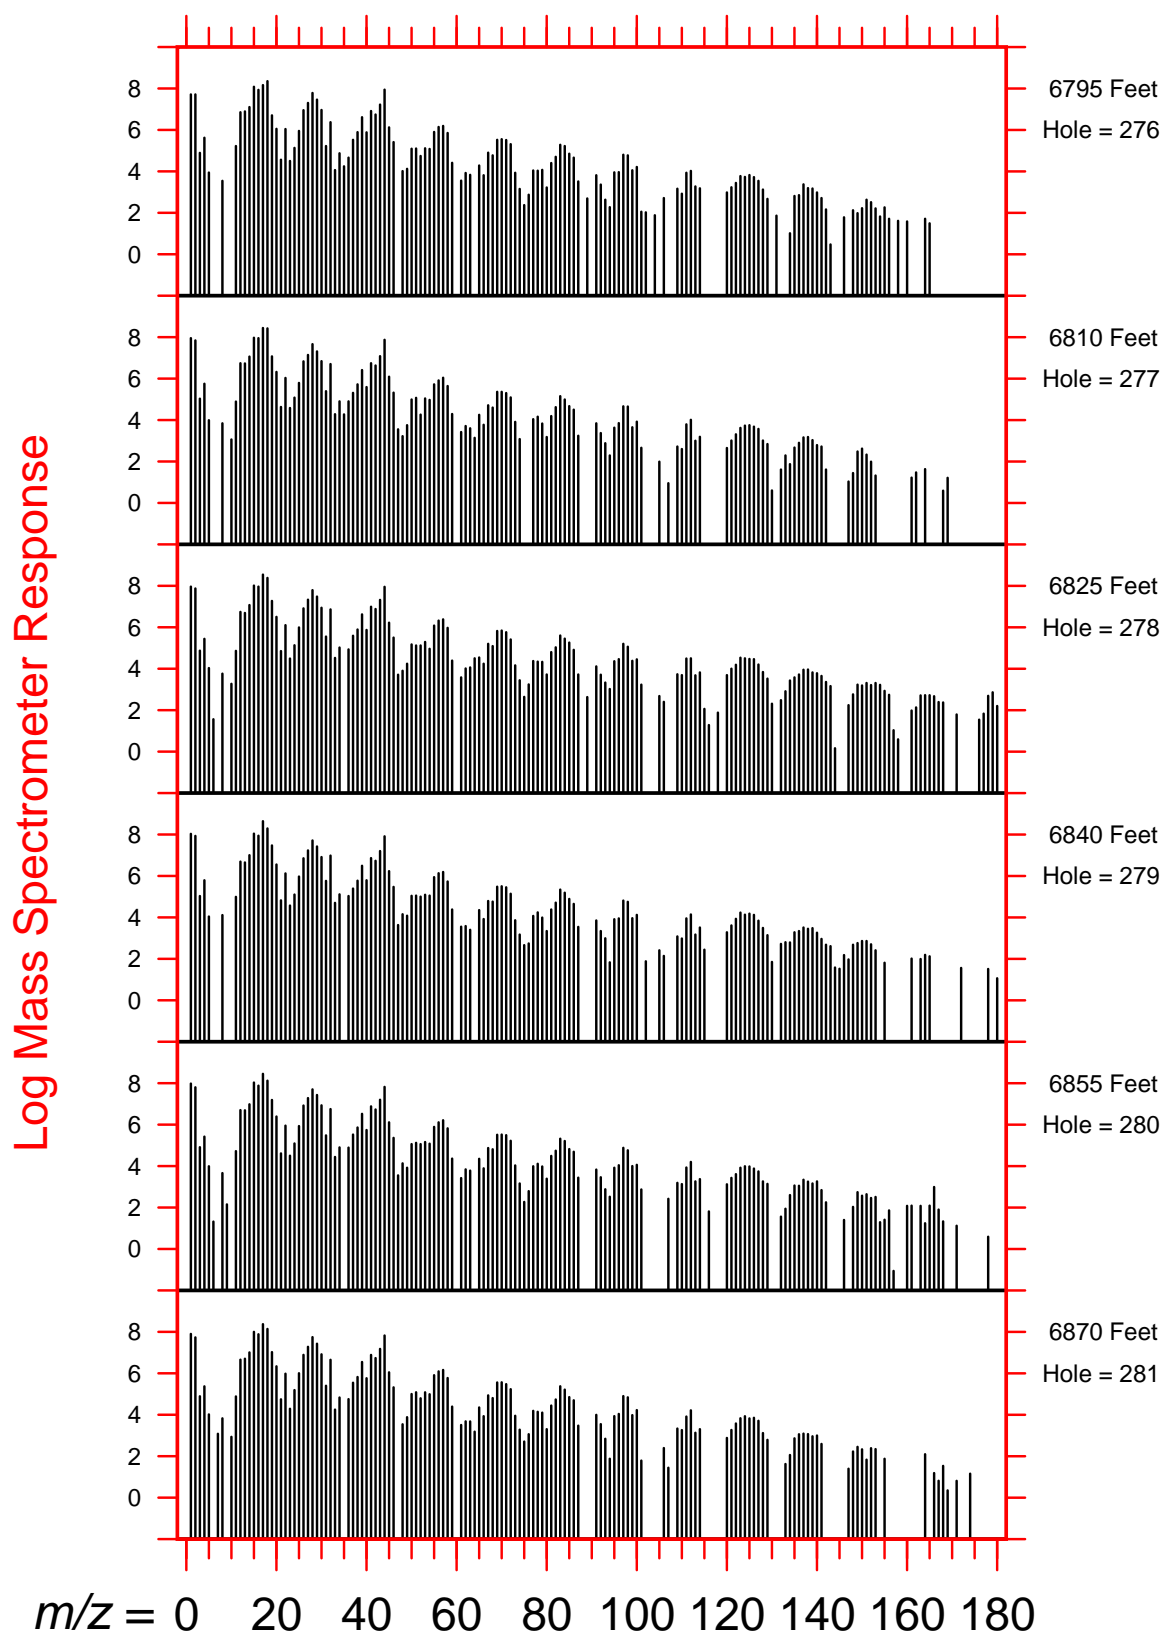 Log Mass Spectrometer Response
8
6
4
2
0
6795 Feet
Hole = 276
8
6
4
2
0
6810 Feet
Hole = 277
8
6
4
2
0
6825 Feet
Hole = 278
8
6
4
2
0
6840 Feet
Hole = 279
8
6
4
2
0
6855 Feet
Hole = 280
8
6
4
2
0
6870 Feet
Hole = 281
m/z = 0 20 40 60 80 100 120 140 160 180